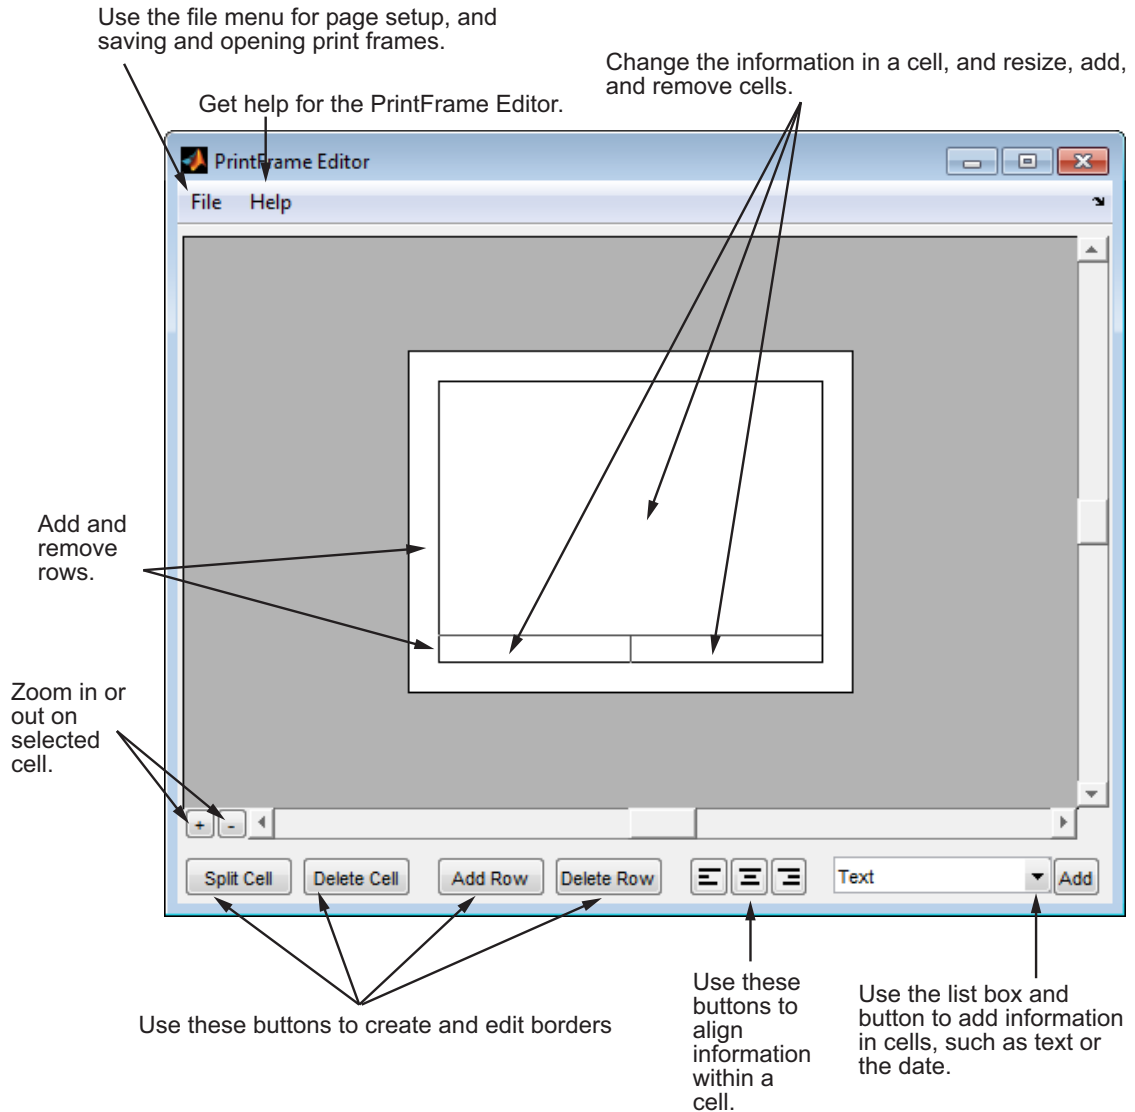 Use the file menu for page setup, and
saving and opening print frames.
Change the information in a cell, and resize, add,
and remove cells.
Get help for the PrintFrame Editor.
PrintFrame Editor
File Help
Add and
remove
rows.
Zoom in or
out on
selected
cell.
+ -
Split Cell Delete Cell Add Row Delete Row Text Add
Use these buttons to create and edit borders
Use these
buttons to
align
information
within a
cell.
Use the list box and
button to add information
in cells, such as text or
the date.